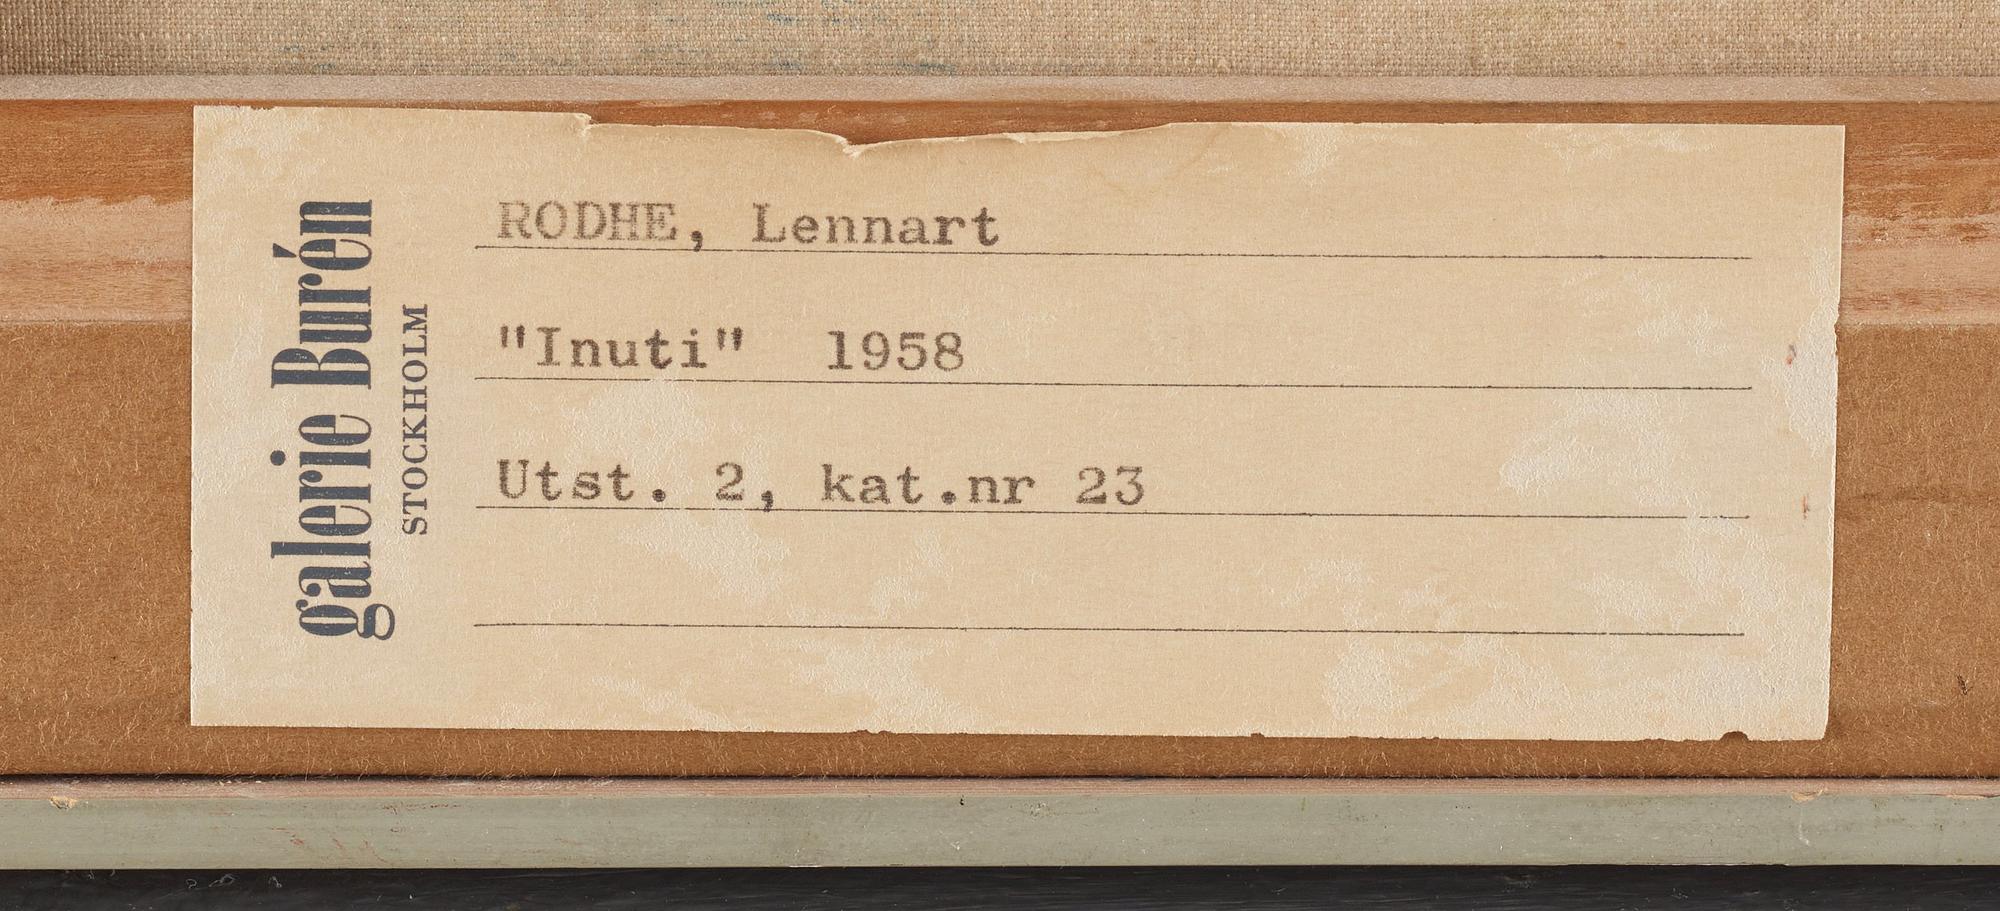 galerie Burén
STOCKHOLM
RODHE, Lennart
"Inuti" 1958
Utst. 2, kat.nr 23